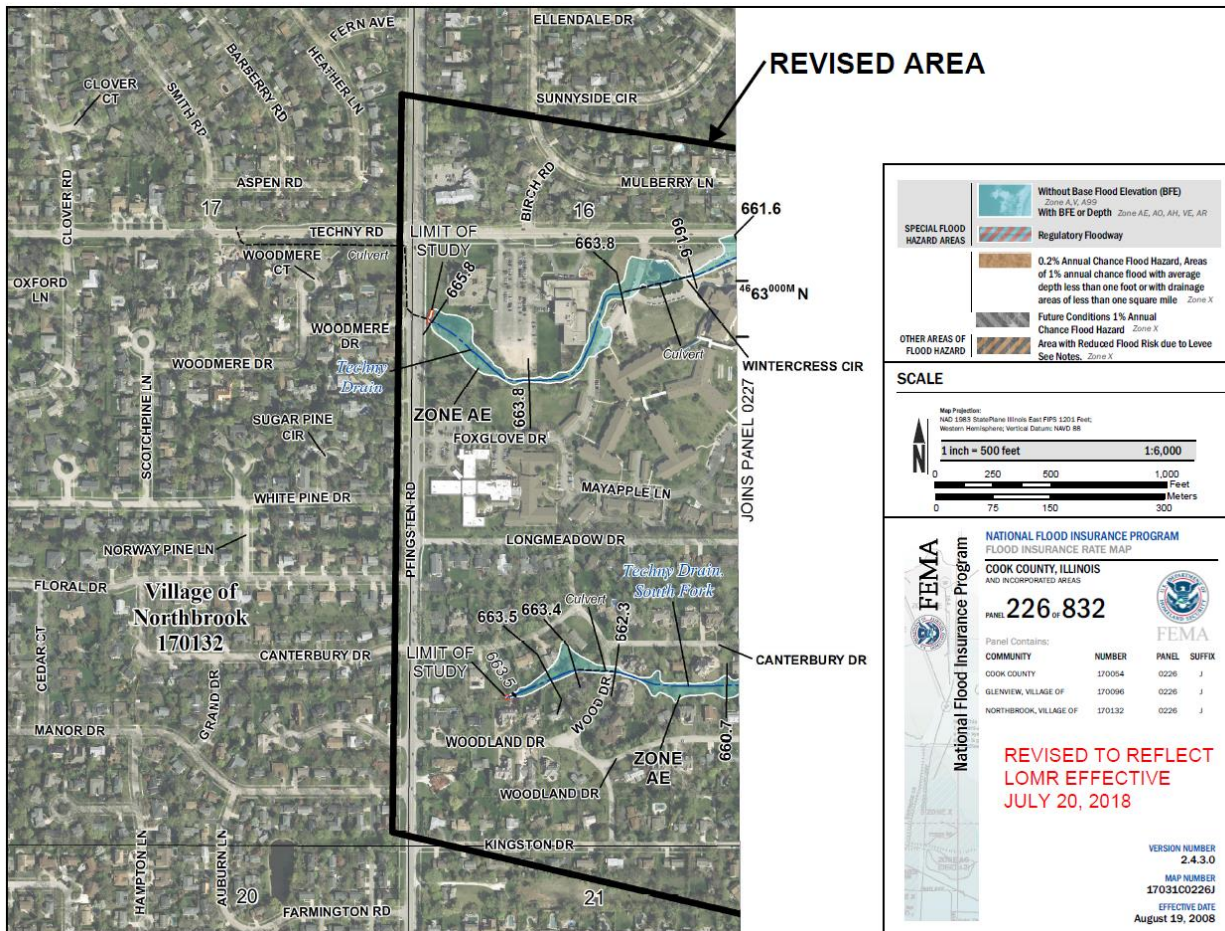 ELLENDALE DR
FERN AVE
HEATHER LN
BARBERRY RD
CLOVER CT
SMITH RD
REVISED AREA
SUNNYSIDE CIR
ASPEN RD
MULBERRY LN
CLOVER RD
17
BIRCH RD
16
661.6
TECHNY RD
LIMIT OF STUDY
663.8
661.6
Culvert
WOODMERE CT
665.8
OXFORD LN
4663000M N
WOODMERE DR
Culvert
WOODMERE DR
Techny Drain
WINTERCRESS CIR
ZONE AE
663.8
SCOTCHPINE LN
SUGAR PINE CIR
FOXGLOVE DR
JOINS PANEL 0227
MAYAPPLE LN
WHITE PINE DR
PFINGSTEN RD
NORWAY PINE LN
LONGMEADOW DR
FLORAL DR
Village of
Northbrook
170132
Techny Drain,
South Fork
Culvert
663.5
663.4
662.3
CEDAR CT
CANTERBURY DR
LIMIT OF STUDY
663.5
CANTERBURY DR
GRAND DR
WOOD DR
MANOR DR
WOODLAND DR
ZONE AE
660.7
WOODLAND DR
KINGSTON DR
HAMPTON LN
AUBURN LN
20
21
FARMINGTON RD
SPECIAL FLOOD HAZARD AREAS
Without Base Flood Elevation (BFE)
Zone A,V, A99
With BFE or Depth Zone AE, AO, AH, VE, AR
Regulatory Floodway
0.2% Annual Chance Flood Hazard, Areas
of 1% annual chance flood with average
depth less than one foot or with drainage
areas of less than one square mile Zone X
Future Conditions 1% Annual
Chance Flood Hazard Zone X
OTHER AREAS OF FLOOD HAZARD
Area with Reduced Flood Risk due to Levee
See Notes. Zone X
SCALE
Map Projection:
NAD 1983 StatePlane Illinois East FIPS 1201 Feet;
Western Hemisphere; Vertical Datum: NAVD 88
N
1 inch = 500 feet 1:6,000
0 250 500 1,000
Feet
Meters
0 75 150 300
FEMA
National Flood Insurance Program
NATIONAL FLOOD INSURANCE PROGRAM
FLOOD INSURANCE RATE MAP
COOK COUNTY, ILLINOIS
AND INCORPORATED AREAS
PANEL 226 OF 832
FEMA
Panel Contains:
COMMUNITY NUMBER PANEL SUFFIX
COOK COUNTY 170054 0226 J
GLENVIEW, VILLAGE OF 170096 0226 J
NORTHBROOK, VILLAGE OF 170132 0226 J
REVISED TO REFLECT
LOMR EFFECTIVE
JULY 20, 2018
VERSION NUMBER
2.4.3.0
MAP NUMBER
17031C0226J
EFFECTIVE DATE
August 19, 2008